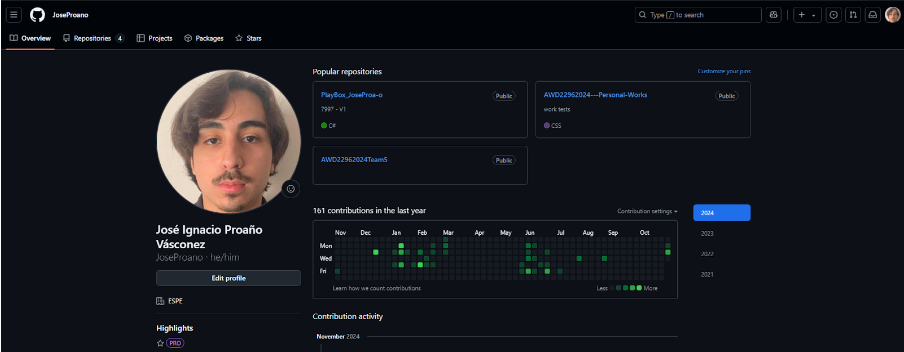 JoseProano
Type / to search
Overview
Repositories 4
Projects
Packages
Stars
Popular repositories
Customize your pins
PlayBox_JoseProa-o
Public
7997 - V1
C#
AWD22962024---Personal-Works
Public
work tests
CSS
AWD22962024Team5
Public
161 contributions in the last year
Contribution settings
2024
2023
2022
2021
Nov Dec Jan Feb Mar Apr May Jun Jul Aug Sep Oct
Mon
Wed
Fri
Learn how we count contributions
Less More
José Ignacio Proaño
Vásconez
JoseProano · he/him
Edit profile
ESPE
Highlights
PRO
Contribution activity
November 2024